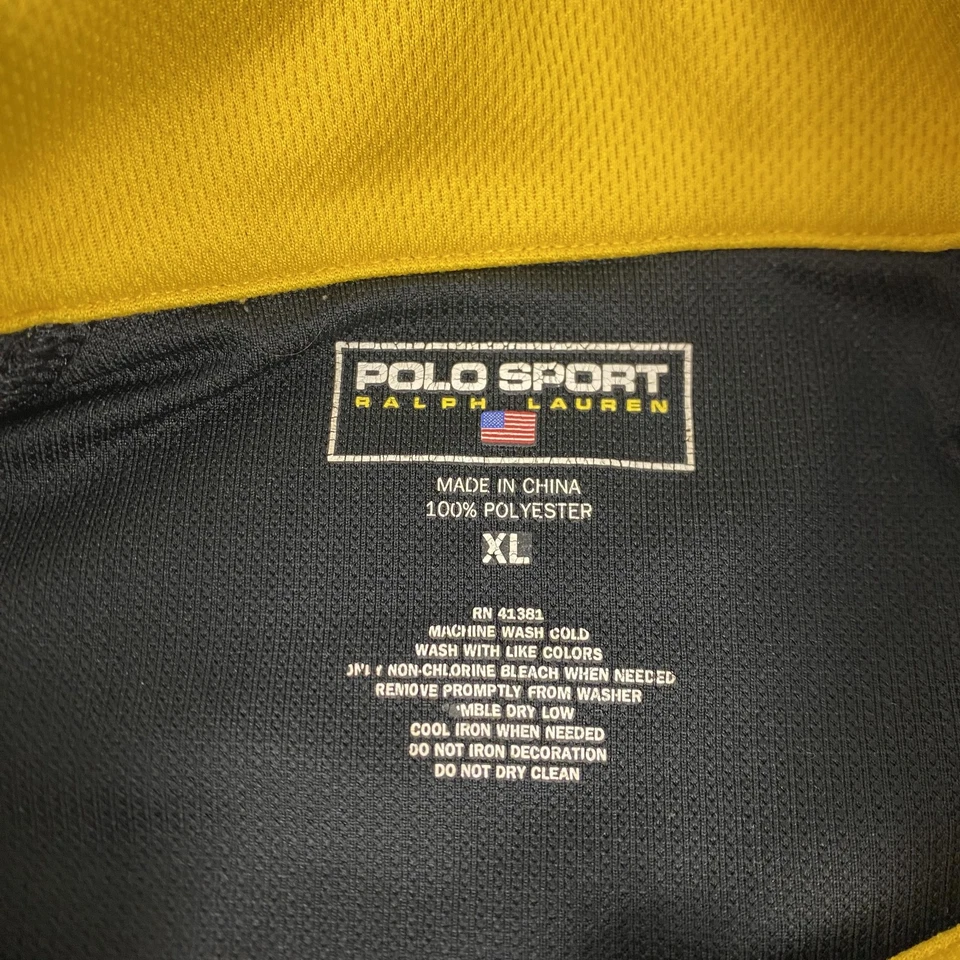 POLO SPORT
RALPH LAUREN
MADE IN CHINA
100% POLYESTER
XL
RN 41381
MACHINE WASH COLD
WASH WITH LIKE COLORS
ONLY NON-CHLORINE BLEACH WHEN NEEDED
REMOVE PROMPTLY FROM WASHER
MBLE DRY LOW
COOL IRON WHEN NEEDED
DO NOT IRON DECORATION
DO NOT DRY CLEAN